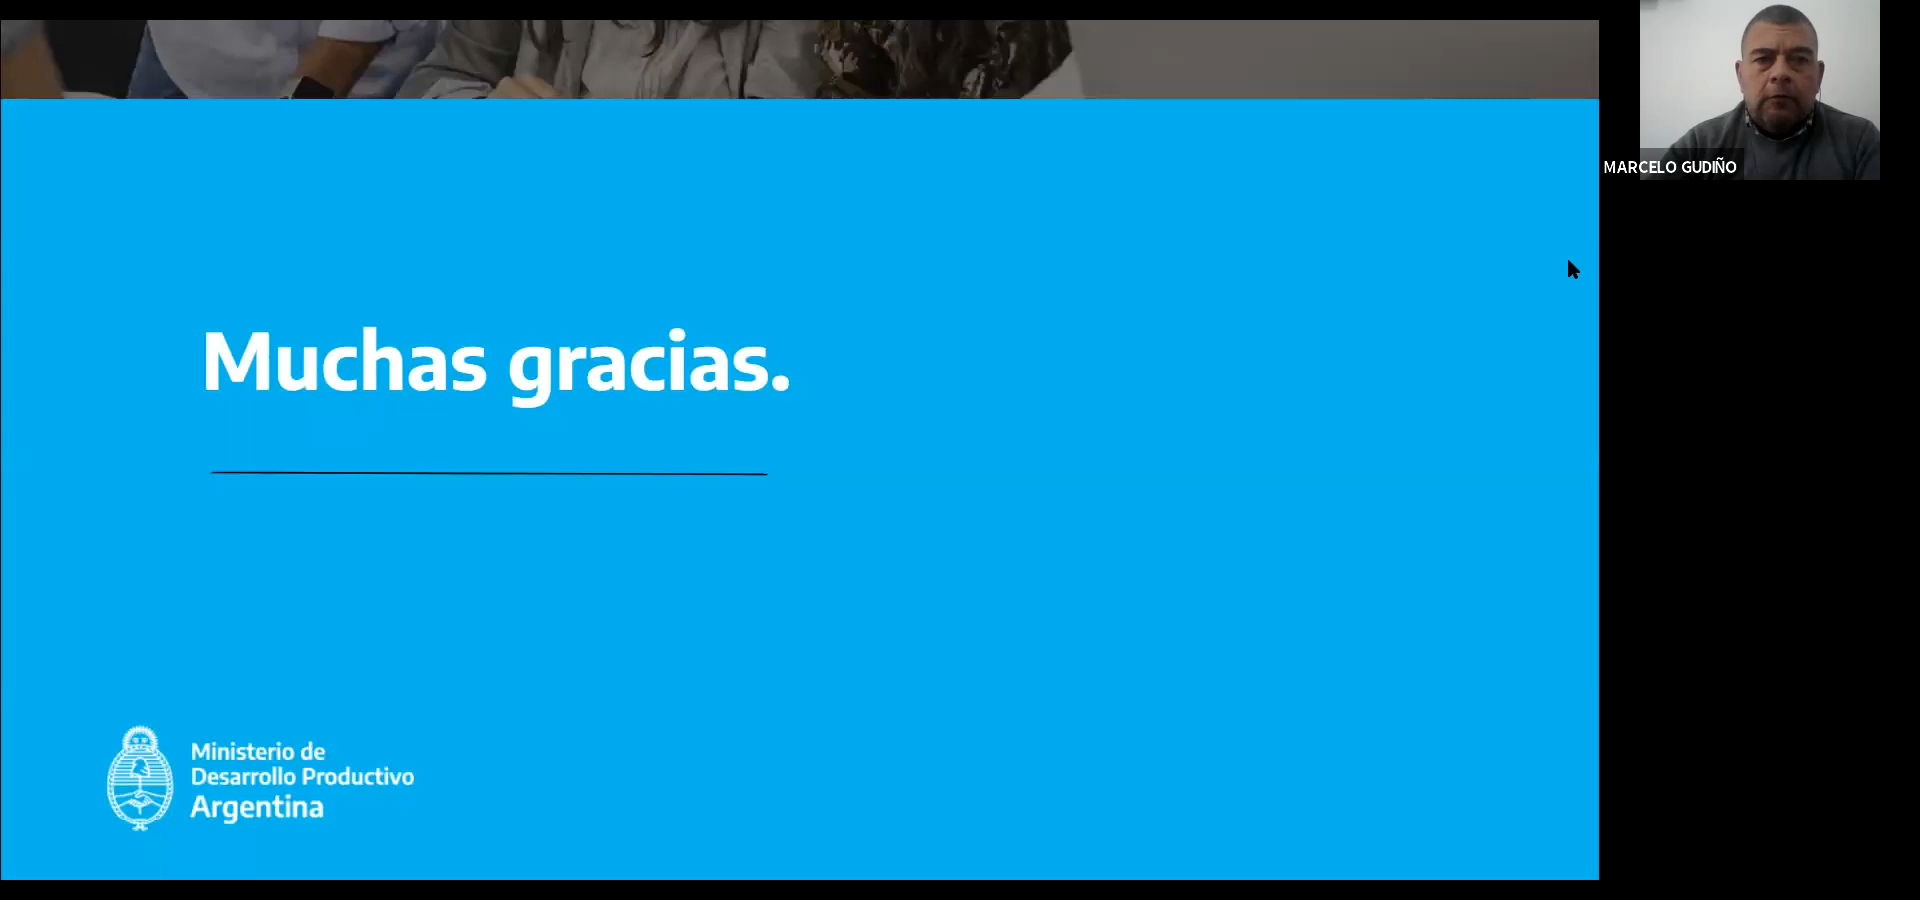 Muchas gracias.
Ministerio de
Desarrollo Productivo
Argentina
MARCELO GUDIÑO